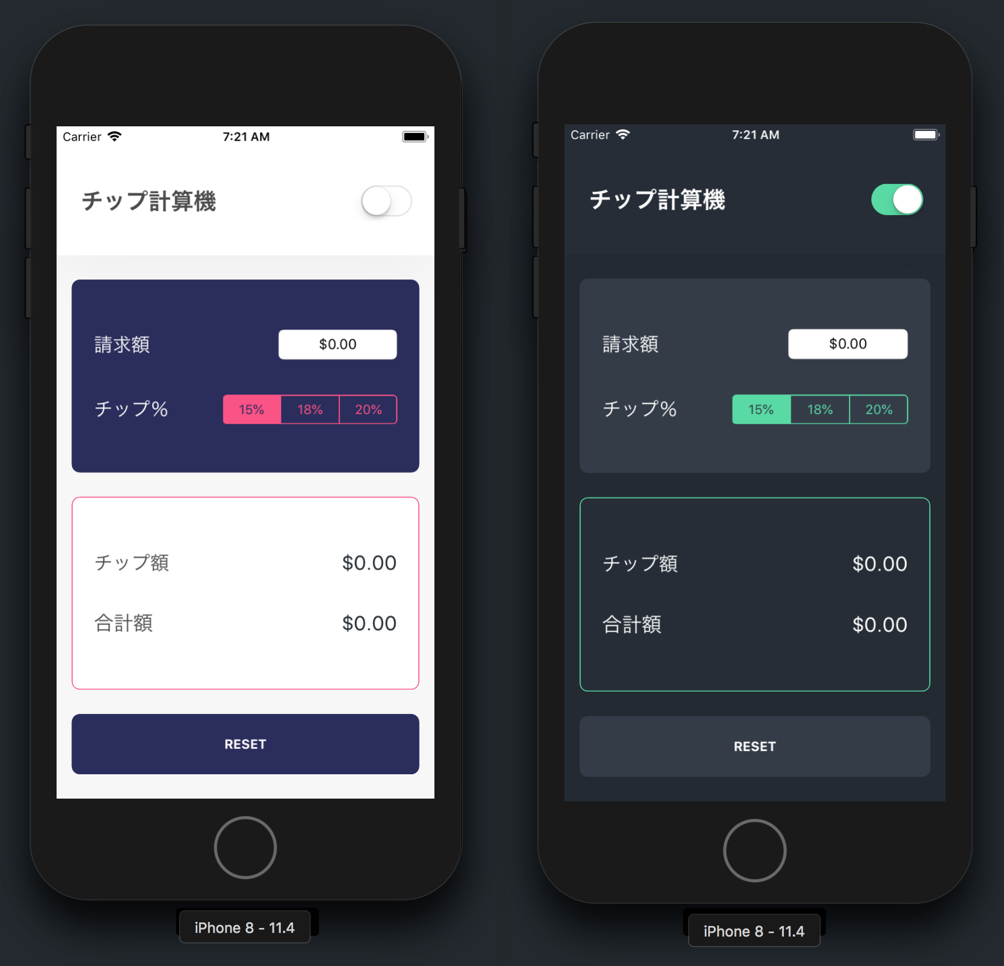 Carrier 7:21 AM
チップ計算機
請求額 $0.00
チップ% 15% 18% 20%
チップ額 $0.00
合計額 $0.00
RESET
iPhone 8 - 11.4
Carrier 7:21 AM
チップ計算機
請求額 $0.00
チップ% 15% 18% 20%
チップ額 $0.00
合計額 $0.00
RESET
iPhone 8 - 11.4